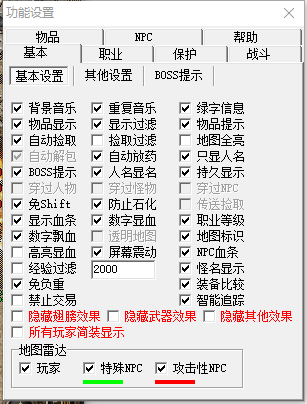 功能设置
物品 NPC 帮助
基本 职业 保护 战斗
基本设置 其他设置 BOSS提示
背景音乐 重复音乐 绿字信息
物品显示 显示过滤 物品提示
自动捡取 捡取过滤 地图全亮
自动解包 自动放药 只显人名
BOSS提示 人名显名 持久显示
穿过人物 穿过怪物 穿过NPC
免Shift 防止石化 传送捡取
显示血条 数字显血 职业等级
数字飘血 透明地图 地图标识
高亮显血 屏幕震动 NPC血条
经验过滤 2000 怪名显示
免负重 装备比较
禁止交易 智能追踪
隐藏翅膀效果 隐藏武器效果 隐藏其他效果
所有玩家简装显示
地图雷达
玩家 特殊NPC 攻击性NPC